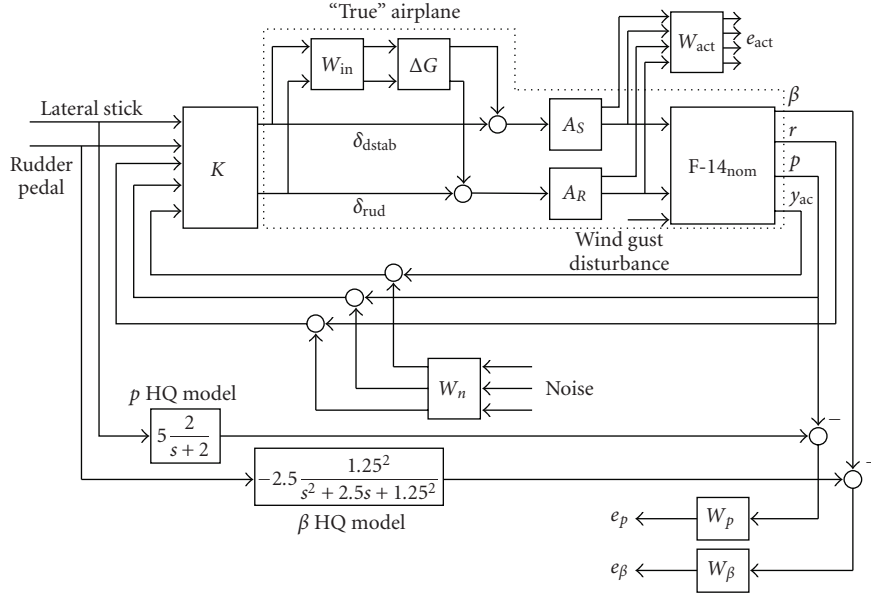 “True” airplane
W_in
ΔG
W_act
e_act
Lateral stick
Rudder
pedal
K
δ_dstab
δ_rud
A_S
A_R
F-14_nom
β
r
p
y_ac
Wind gust
disturbance
W_n
Noise
p HQ model
5 2/(s + 2)
−
−2.5 1.25²/(s² + 2.5s + 1.25²)
−
β HQ model
e_p
W_p
e_β
W_β